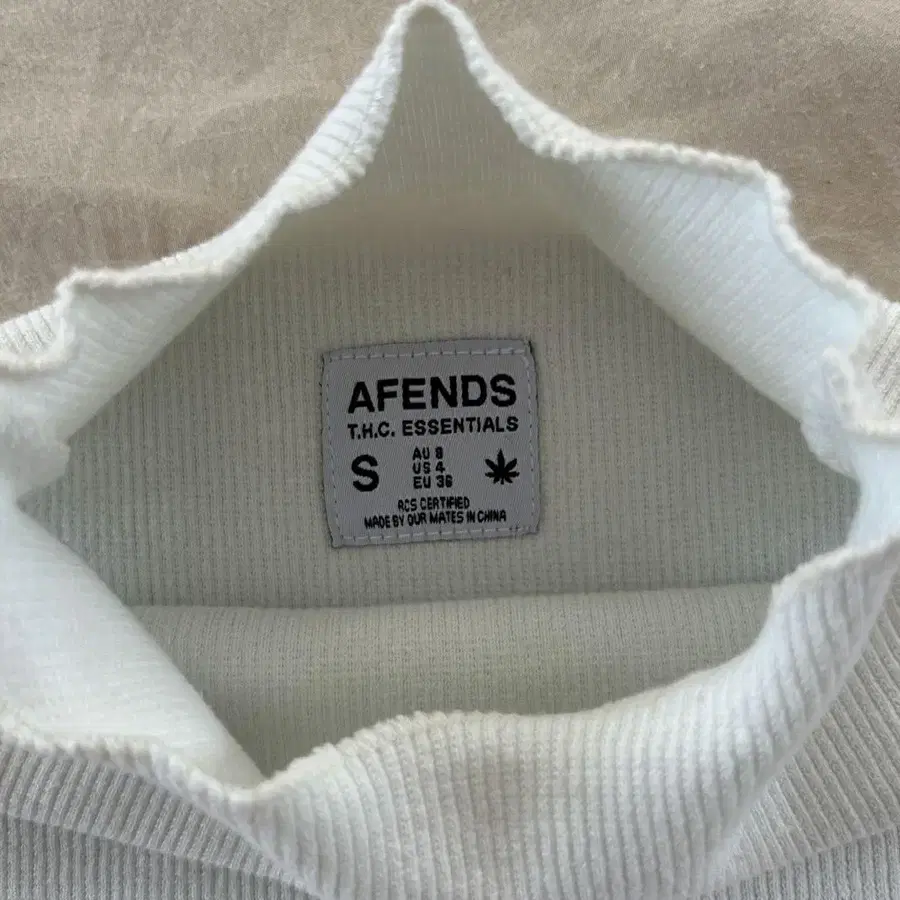 AFENDS
T.H.C. ESSENTIALS
S
AU 8
US 4
EU 36
RCS CERTIFIED
MADE BY OUR MATES IN CHINA